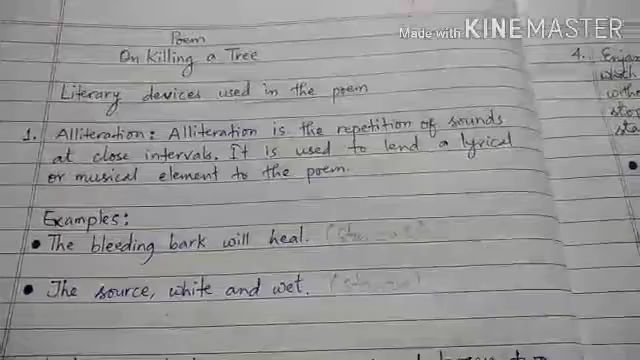 Made with KINEMASTER
Poem
On Killing a Tree
Literary devices used in the poem
1. Alliteration: Alliteration is the repetition of sounds
at close intervals. It is used to lend a lyrical
or musical element to the poem.
Examples:
• The bleeding bark will heal.
• The source, white and wet.
4.